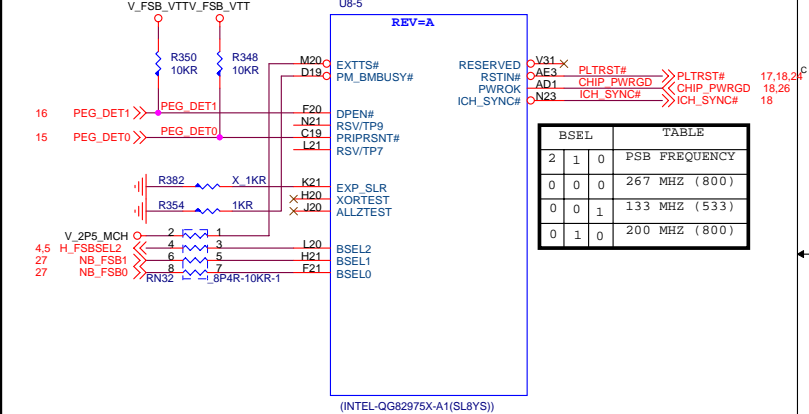 V_FSB_VTT V_FSB_VTT
U8-5
REV=A
R350
10KR
R348
10KR
M20 EXTTS#
D19 PM_BMBUSY#
RESERVED V31
RSTIN# AE3 PLTRST# PLTRST# 17,18,24
PWROK AD1 CHIP_PWRGD CHIP_PWRGD 18,26
ICH_SYNC# N23 ICH_SYNC# ICH_SYNC# 18
C
16 PEG_DET1 PEG_DET1 F20 DPEN#
N21 RSV/TP9
15 PEG_DET0 PEG_DET0 C19 PRIPRSNT#
L21 RSV/TP7
R382 X_1KR K21 EXP_SLR
H20 XORTEST
R354 1KR J20 ALLZTEST
V_2P5_MCH 2 1
4,5 H_FSBSEL2 4 3 L20 BSEL2
27 NB_FSB1 6 5 H21 BSEL1
27 NB_FSB0 8 7 F21 BSEL0
RN32 8P4R-10KR-1
BSEL TABLE
2 1 0 PSB FREQUENCY
0 0 0 267 MHZ (800)
0 0 1 133 MHZ (533)
0 1 0 200 MHZ (800)
(INTEL-QG82975X-A1(SL8YS))